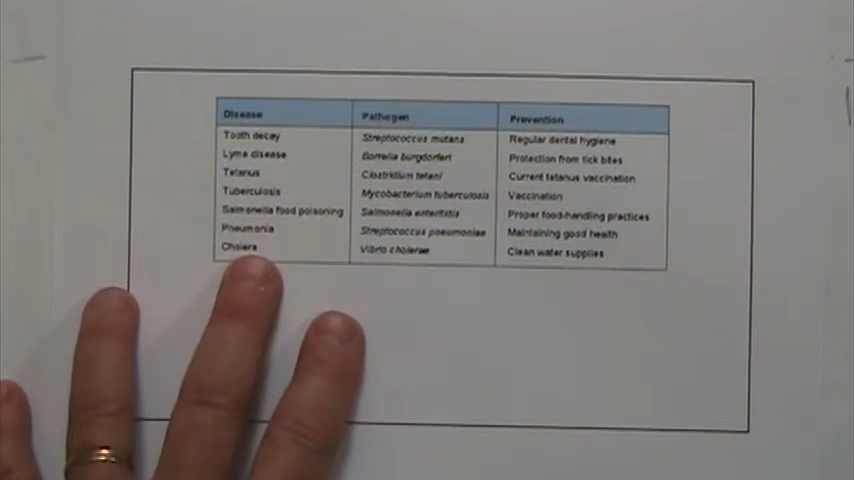 Disease Pathogen Prevention
Tooth decay Streptococcus mutans Regular dental hygiene
Lyme disease Borrelia burgdorferi Protection from tick bites
Tetanus Clostridium tetani Current tetanus vaccination
Tuberculosis Mycobacterium tuberculosis Vaccination
Salmonella food poisoning Salmonella enteritidis Proper food-handling practices
Pneumonia Streptococcus pneumoniae Maintaining good health
Cholera Vibrio cholerae Clean water supplies